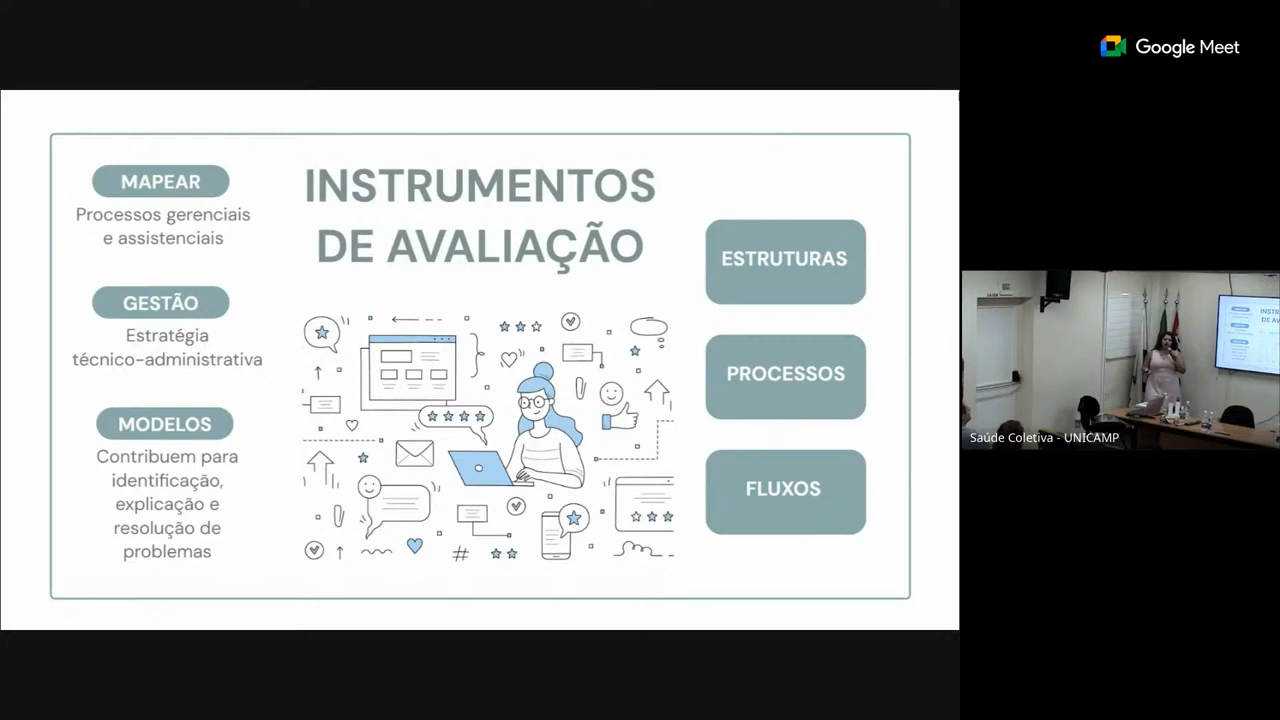 Google Meet
MAPEAR
Processos gerenciais
e assistenciais
GESTÃO
Estratégia
técnico-administrativa
MODELOS
Contribuem para
identificação,
explicação e
resolução de
problemas
INSTRUMENTOS
DE AVALIAÇÃO
#
ESTRUTURAS
PROCESSOS
FLUXOS
Saúde Coletiva - UNICAMP